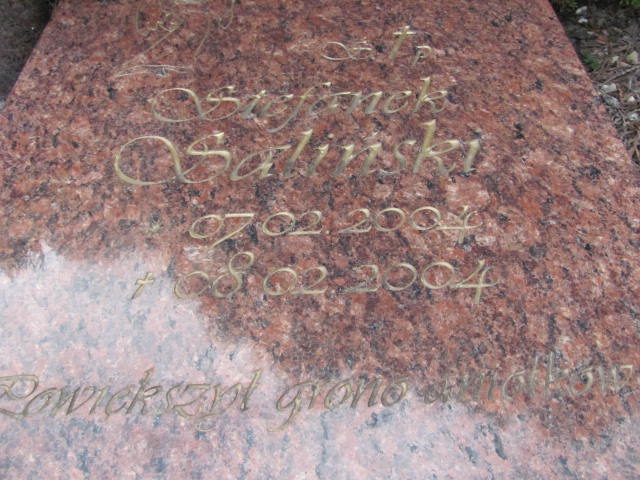 Ś † P
Stefanek
Saliński
* 07.02.2004
† 08.02.2004
Powiększył grono aniołków